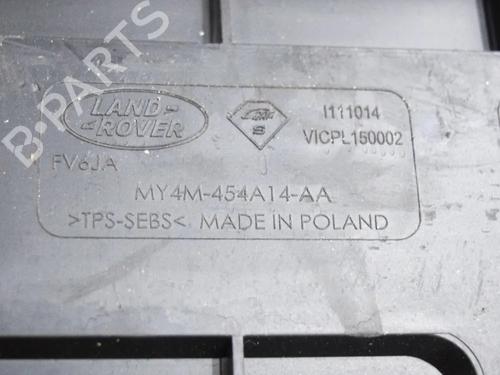 B-PARTS
LAND-
ROVER
S
I111014
VICPL150002
FV6JA
MY4M-454A14-AA
>TPS-SEBS< MADE IN POLAND